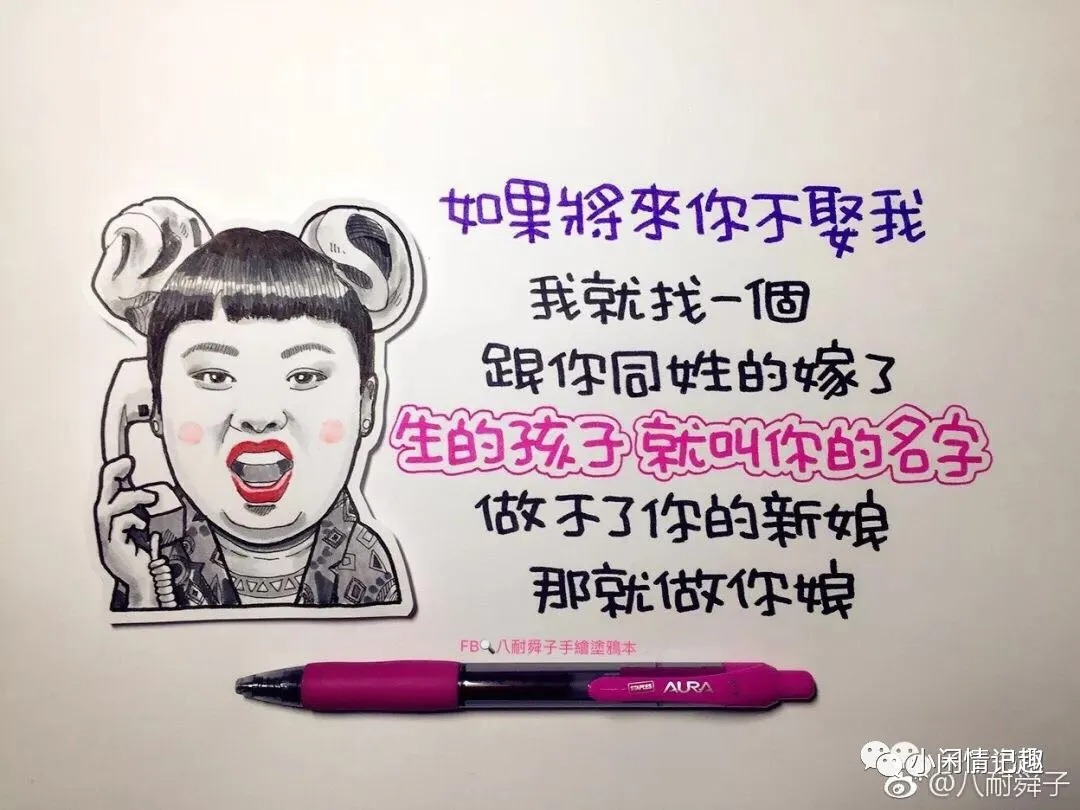 如果將來你不娶我
我就找一個
跟你同姓的嫁了
生的孩子 就叫你的名字
做不了你的新娘
那就做你娘
FB🔍八耐舜子手繪塗鴉本
STAPLES AURA
小闲情记趣
@八耐舜子